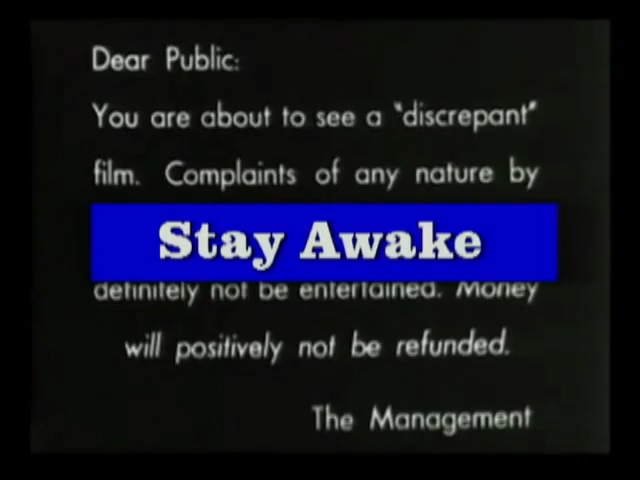 Dear Public:
You are about to see a "discrepant"
film. Complaints of any nature by
Stay Awake
definitely not be entertained. Money
will positively not be refunded.
The Management